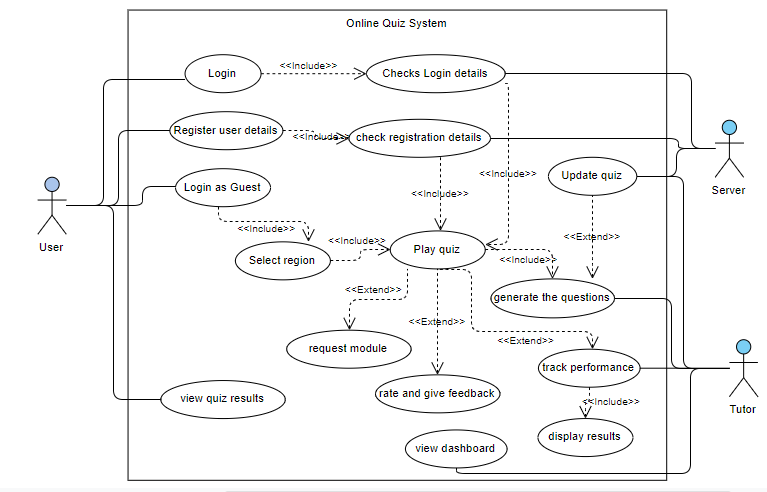 Online Quiz System
Login
<<Include>>
Checks Login details
Register user details
<<Include>>
check registration details
Login as Guest
<<Include>>
<<Include>>
Update quiz
Server
User
<<Include>>
<<Include>>
<<Extend>>
Select region
Play quiz
<<Include>>
<<Extend>>
generate the questions
<<Extend>>
<<Extend>>
request module
track performance
rate and give feedback
view quiz results
<<Include>>
Tutor
view dashboard
display results